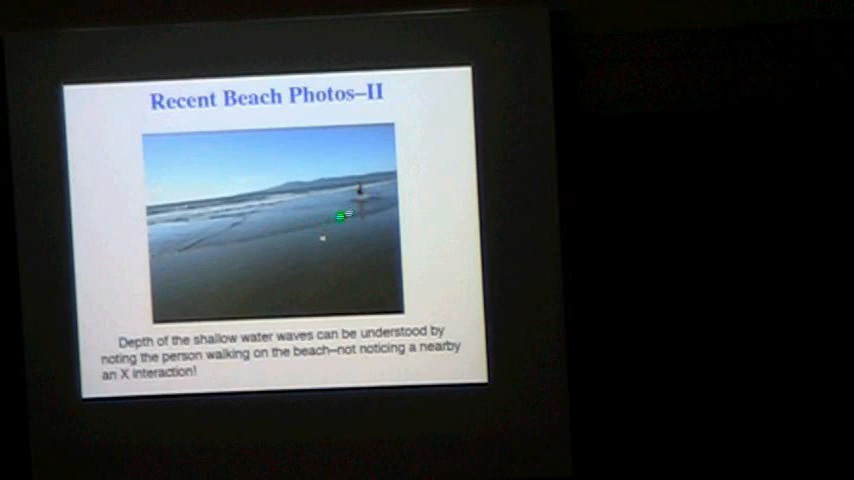 Recent Beach Photos–II
Depth of the shallow water waves can be understood by
noting the person walking on the beach–not noticing a nearby
an X interaction!